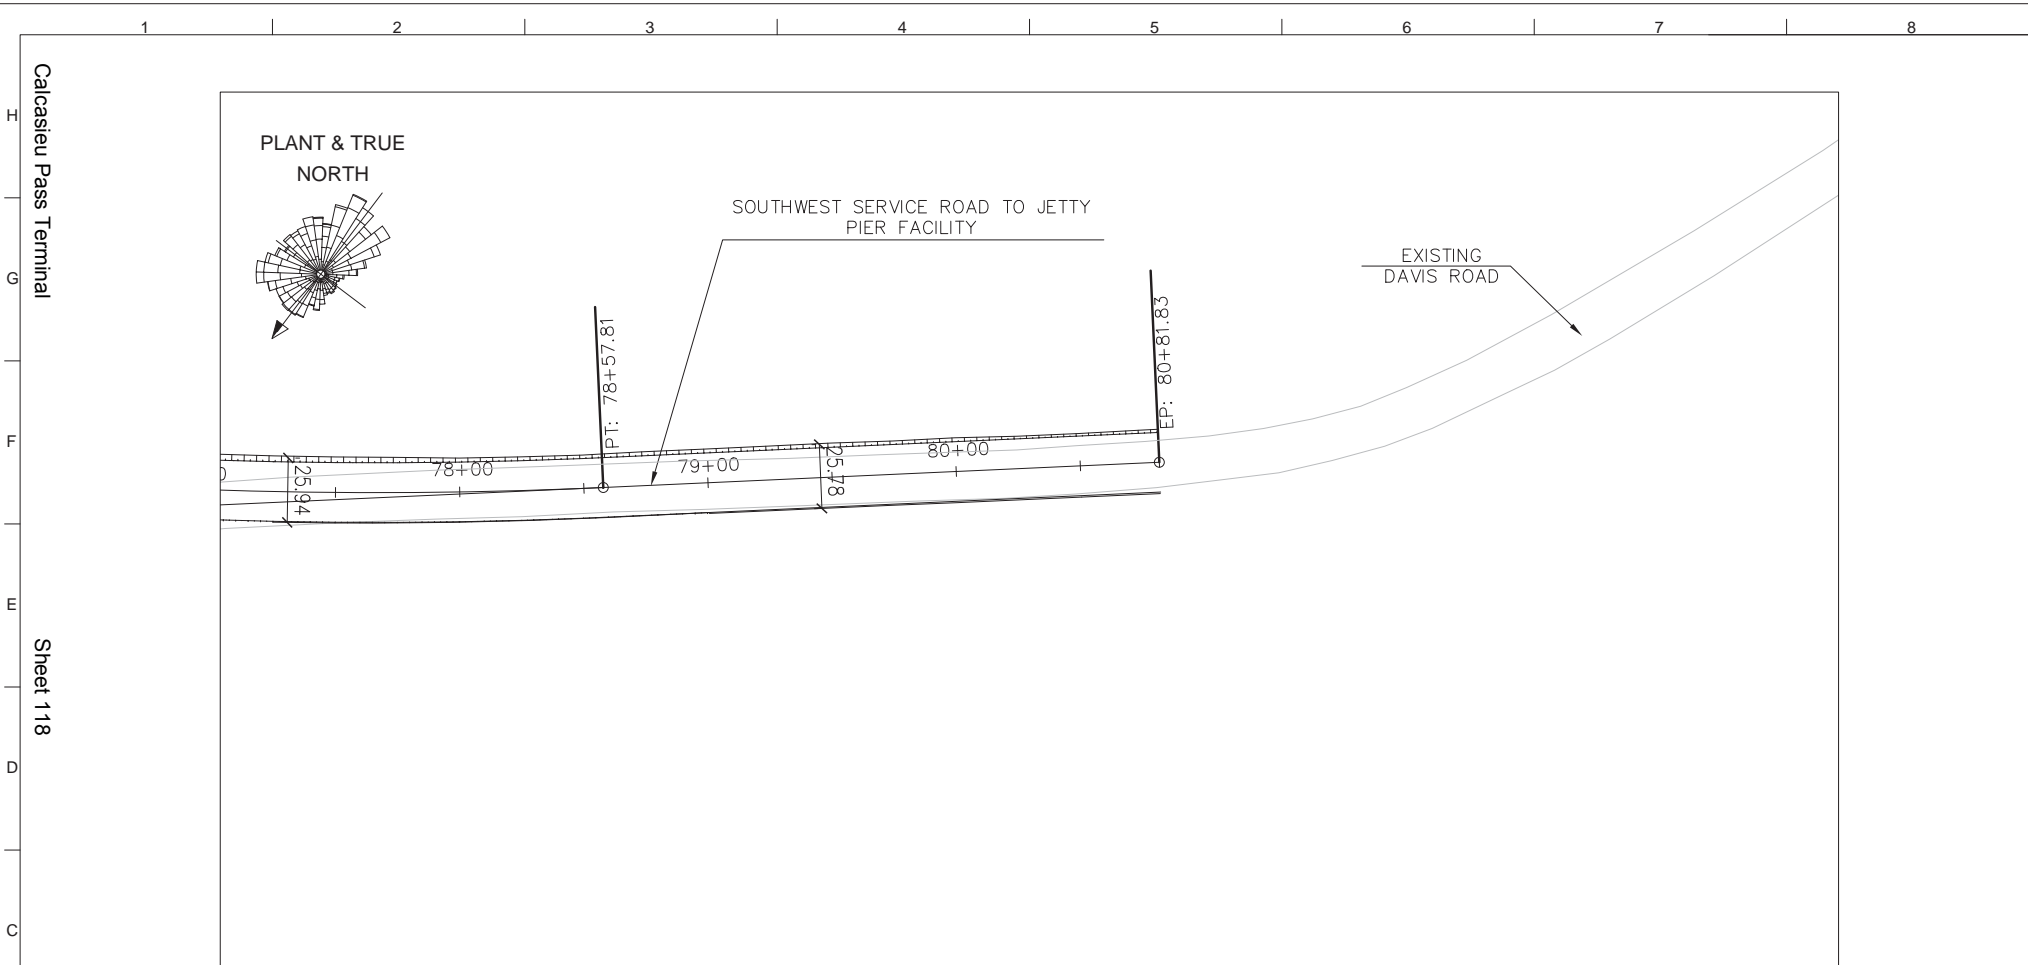 1 2 3 4 5 6 7 8
H
G
F
E
D
C
Calcasieu Pass Terminal
Sheet 118
PLANT & TRUE
NORTH
SOUTHWEST SERVICE ROAD TO JETTY
PIER FACILITY
EXISTING
DAVIS ROAD
PT: 78+57.81
EP: 80+81.83
25.94
78+00
79+00
25.78
80+00